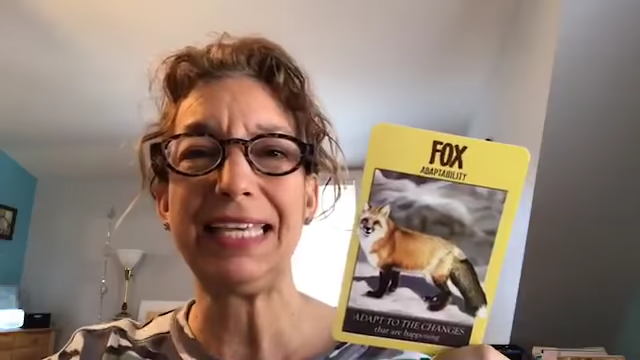 FOX
ADAPTABILITY
ADAPT TO THE CHANGES
that are happening